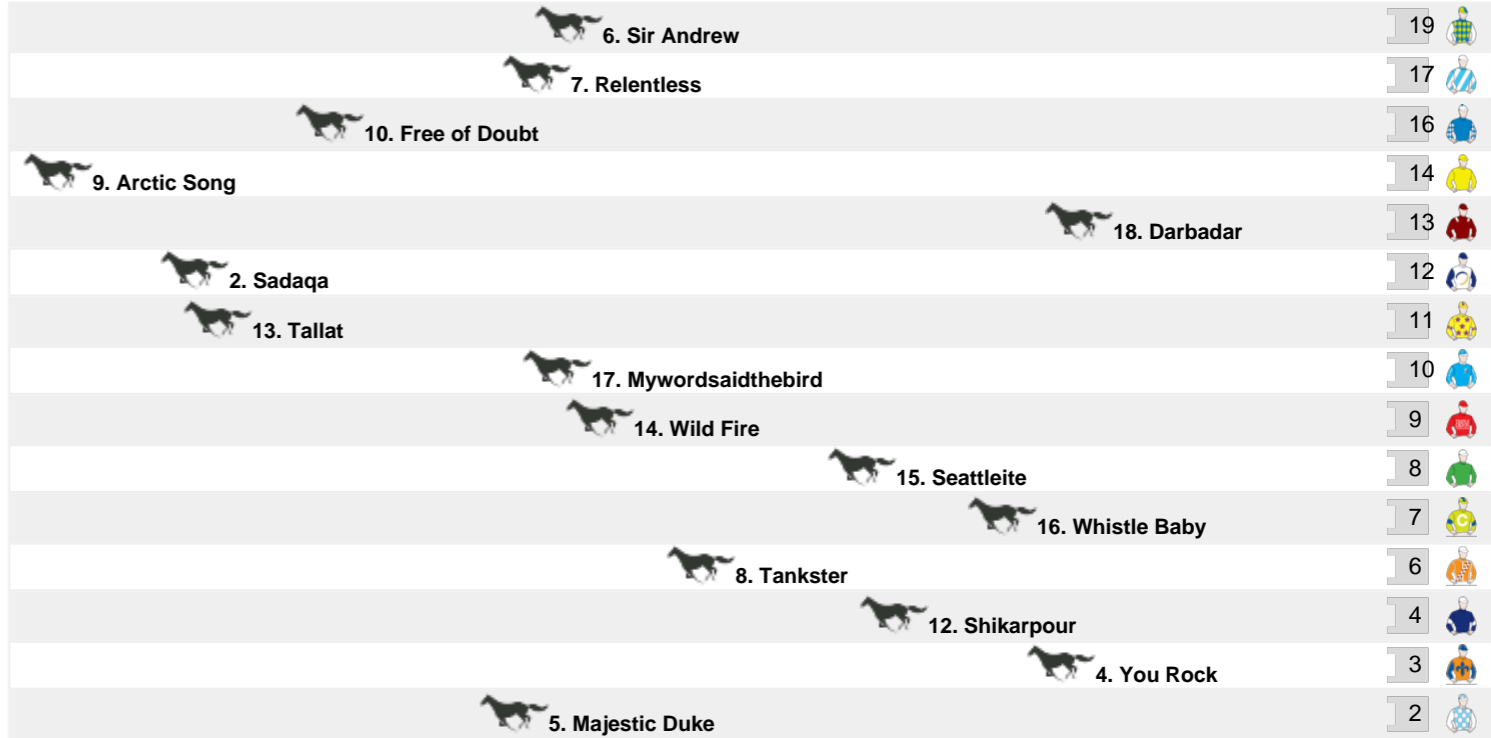 6. Sir Andrew 19
7. Relentless 17
10. Free of Doubt 16
9. Arctic Song 14
18. Darbadar 13
2. Sadaqa 12
13. Tallat 11
17. Mywordsaidthebird 10
14. Wild Fire 9
15. Seattleite 8
16. Whistle Baby 7 C
8. Tankster 6
12. Shikarpour 4
4. You Rock 3
5. Majestic Duke 2